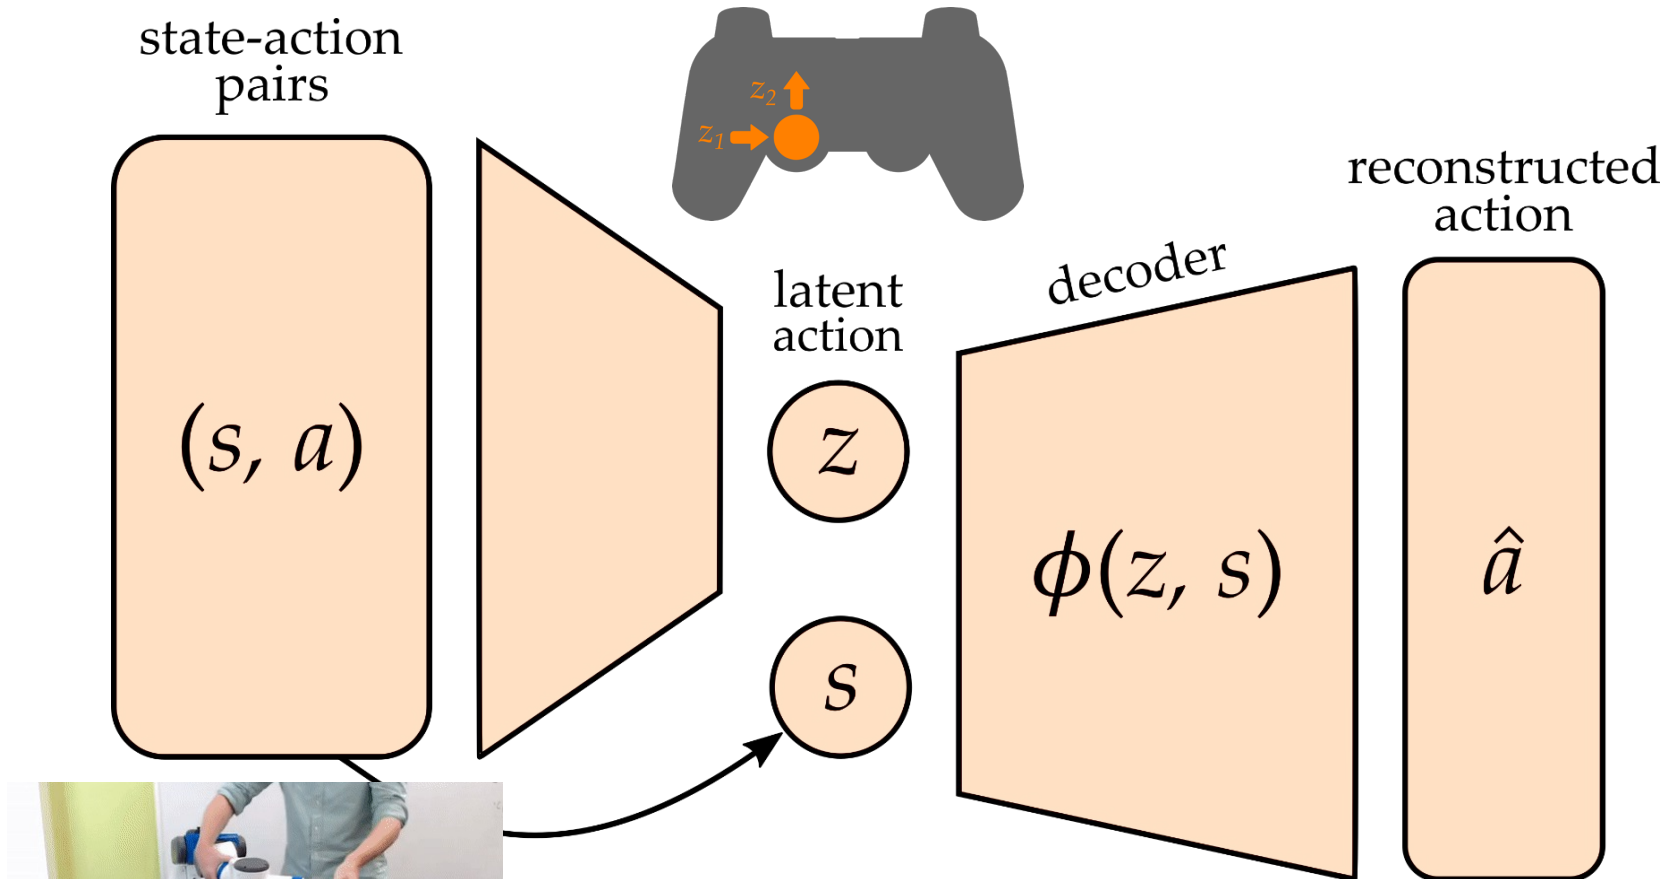 state-action
pairs
z₂
z₁
reconstructed
action
decoder
latent
action
(s, a)
z
ϕ(z, s)
â
s